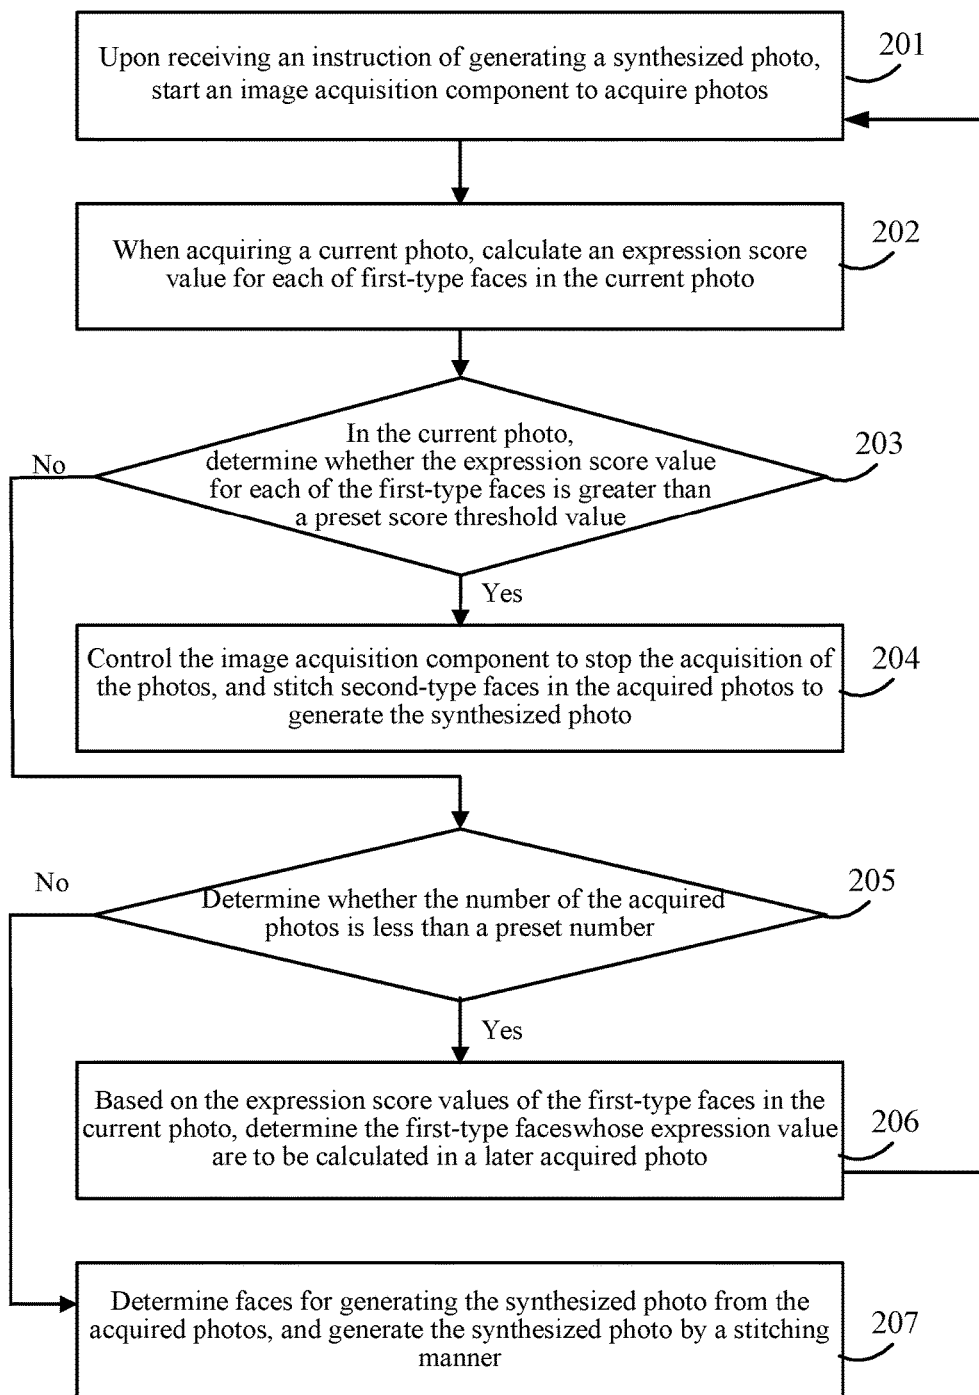 Upon receiving an instruction of generating a synthesized photo,
start an image acquisition component to acquire photos
201
When acquiring a current photo, calculate an expression score
value for each of first-type faces in the current photo
202
In the current photo,
determine whether the expression score value
for each of the first-type faces is greater than
a preset score threshold value
203
No
Yes
Control the image acquisition component to stop the acquisition of
the photos, and stitch second-type faces in the acquired photos to
generate the synthesized photo
204
Determine whether the number of the acquired
photos is less than a preset number
205
No
Yes
Based on the expression score values of the first-type faces in the
current photo, determine the first-type faceswhose expression value
are to be calculated in a later acquired photo
206
Determine faces for generating the synthesized photo from the
acquired photos, and generate the synthesized photo by a stitching
manner
207